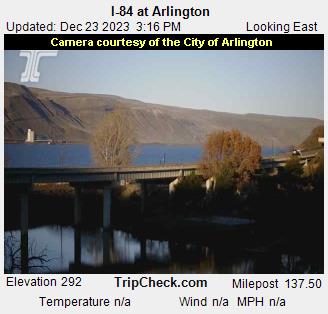 I-84 at Arlington
Updated: Dec 23 2023 3:16 PM Looking East
Camera courtesy of the City of Arlington
Elevation 292 TripCheck.com Milepost 137.50
Temperature n/a Wind n/a MPH n/a